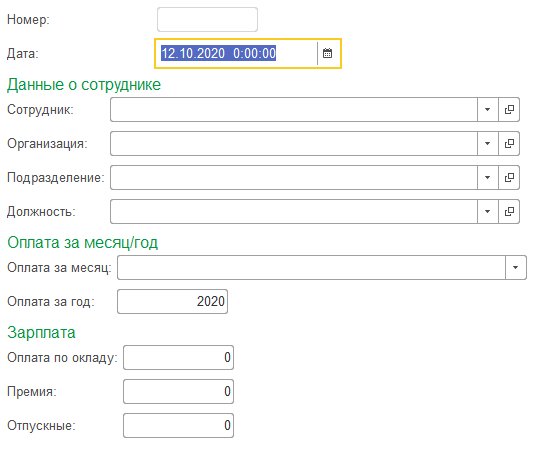 Номер:
Дата: 12.10.2020 0:00:00
Данные о сотруднике
Сотрудник:
Организация:
Подразделение:
Должность:
Оплата за месяц/год
Оплата за месяц:
Оплата за год: 2020
Зарплата
Оплата по окладу: 0
Премия: 0
Отпускные: 0